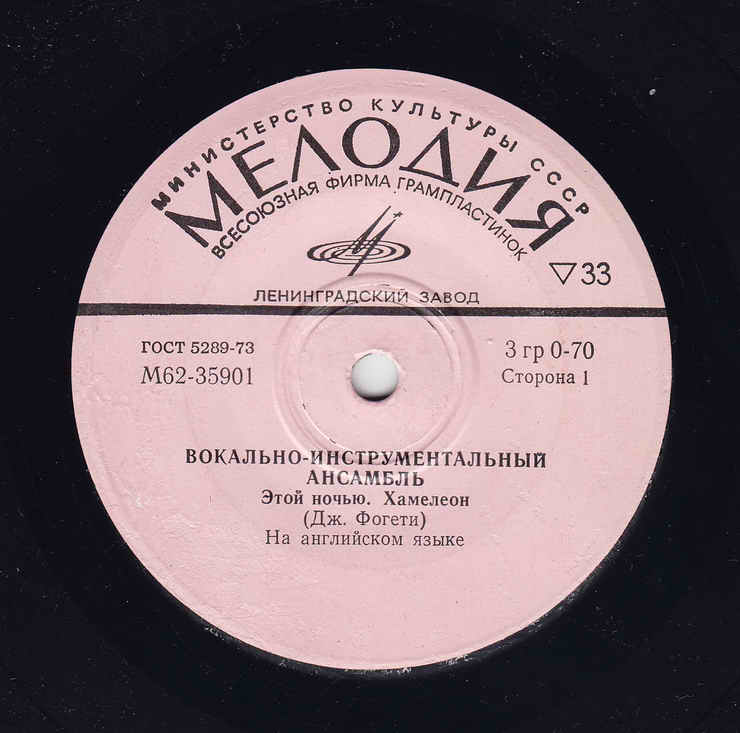 МИНИСТЕРСТВО КУЛЬТУРЫ СССР
МЕЛОДИЯ
ВСЕСОЮЗНАЯ ФИРМА ГРАМПЛАСТИНОК
▽33
ЛЕНИНГРАДСКИЙ ЗАВОД
ГОСТ 5289-73
3 гр 0-70
М62-35901
Сторона 1
ВОКАЛЬНО-ИНСТРУМЕНТАЛЬНЫЙ
АНСАМБЛЬ
Этой ночью. Хамелеон
(Дж. Фогети)
На английском языке